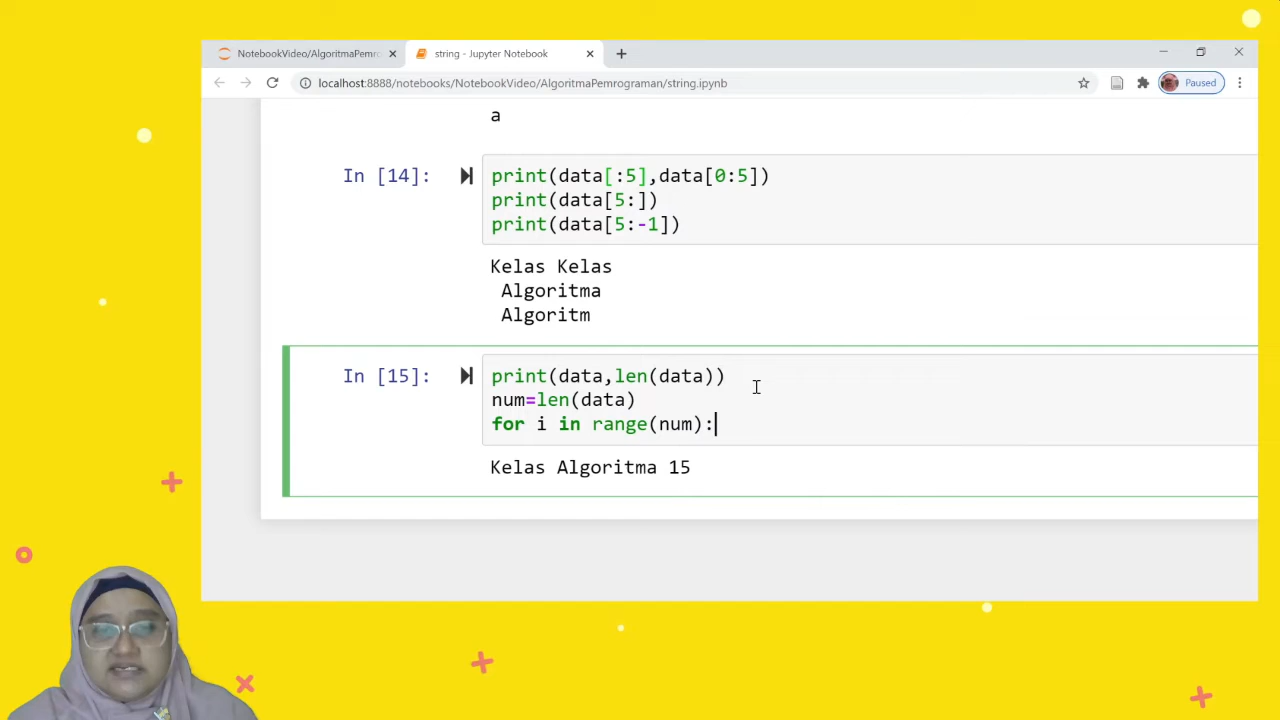 NotebookVideo/AlgoritmaPemr
string - Jupyter Notebook
localhost:8888/notebooks/NotebookVideo/AlgoritmaPemrograman/string.ipynb
Paused
a
In [14]:
print(data[:5],data[0:5])
print(data[5:])
print(data[5:-1])
Kelas Kelas
Algoritma
Algoritm
In [15]:
print(data,len(data))
num=len(data)
for i in range(num):
Kelas Algoritma 15